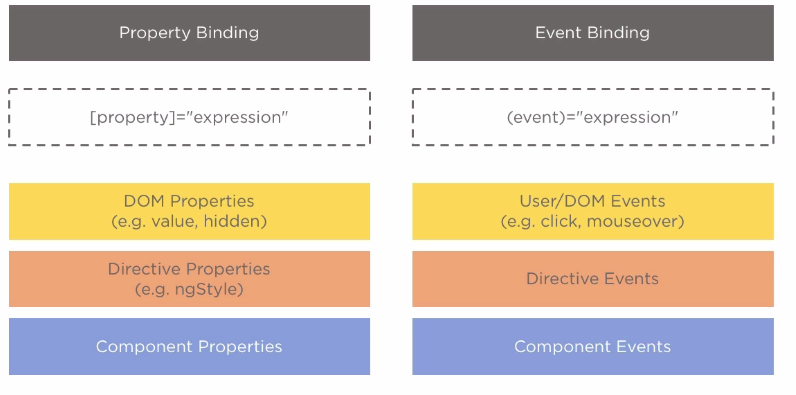 Property Binding
Event Binding
[property]="expression"
(event)="expression"
DOM Properties
(e.g. value, hidden)
User/DOM Events
(e.g. click, mouseover)
Directive Properties
(e.g. ngStyle)
Directive Events
Component Properties
Component Events